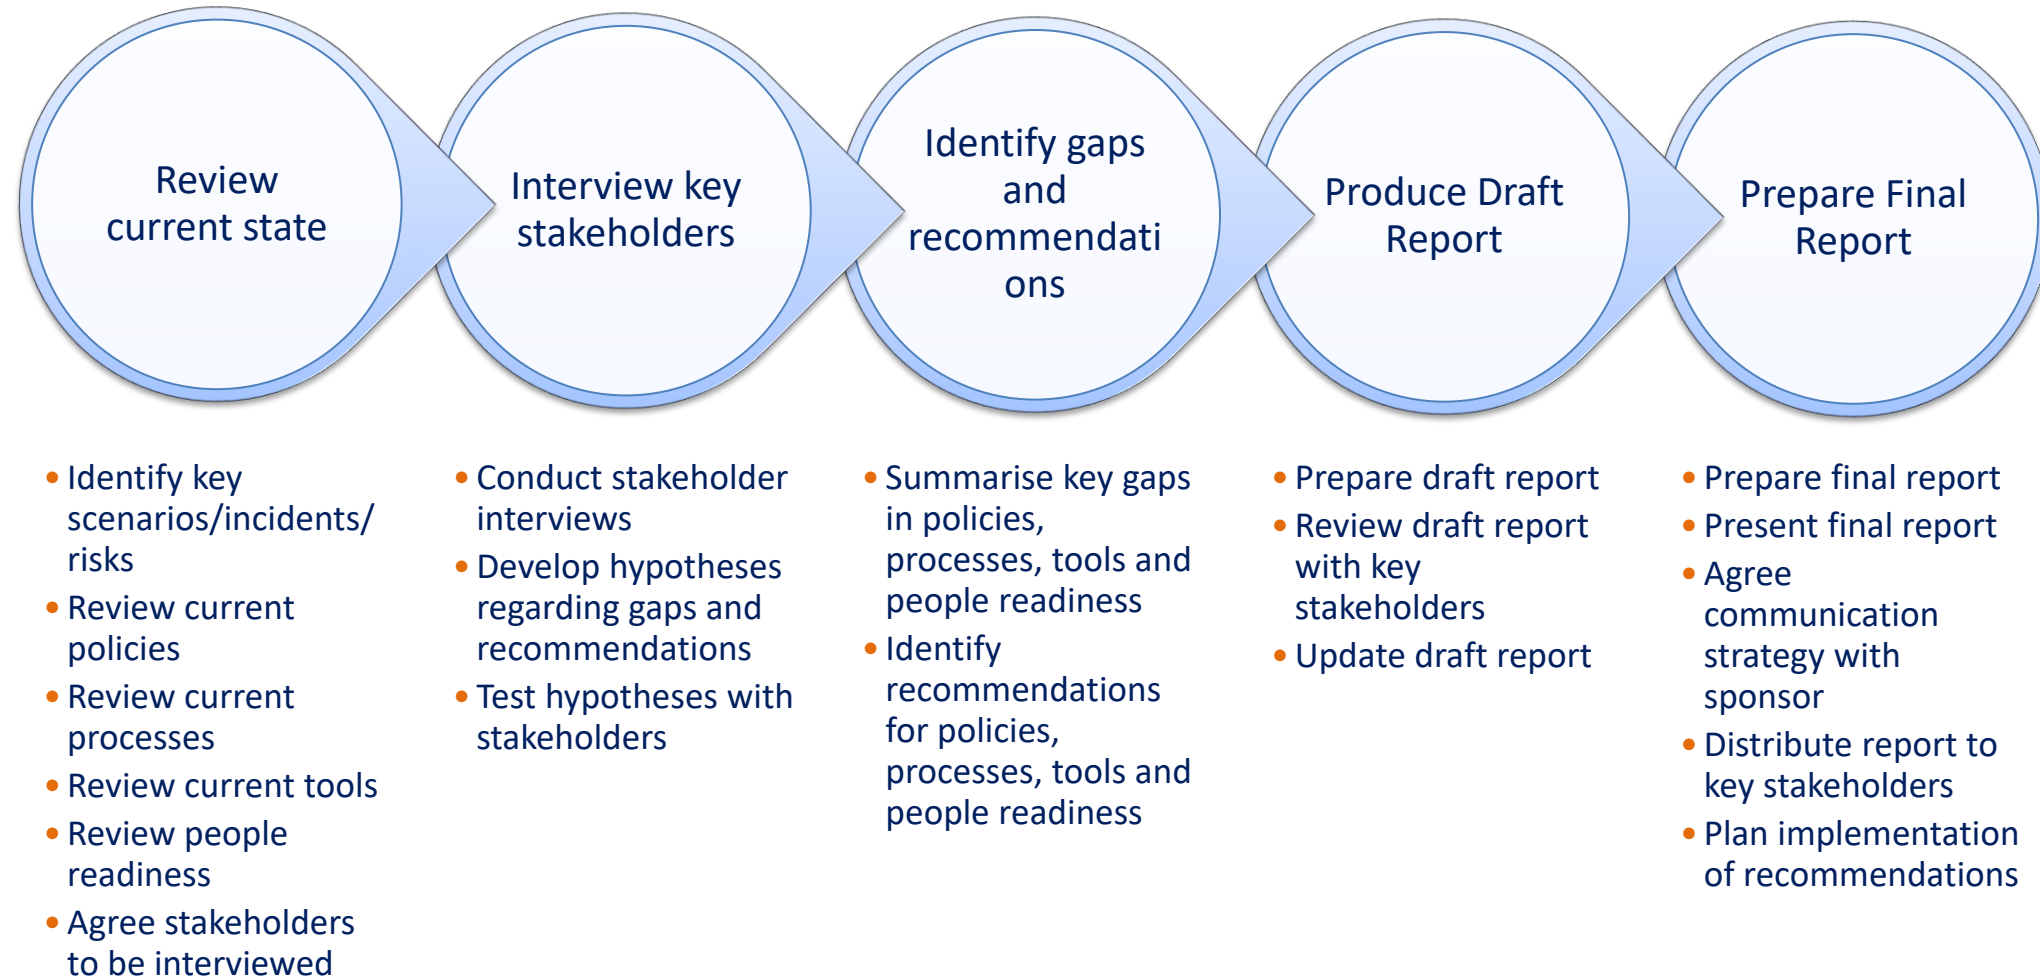 Review
current state
Interview key
stakeholders
Identify gaps
and
recommendati
ons
Produce Draft
Report
Prepare Final
Report
• Identify key
scenarios/incidents/
risks
• Review current
policies
• Review current
processes
• Review current tools
• Review people
readiness
• Agree stakeholders
to be interviewed
• Conduct stakeholder
interviews
• Develop hypotheses
regarding gaps and
recommendations
• Test hypotheses with
stakeholders
• Summarise key gaps
in policies,
processes, tools and
people readiness
• Identify
recommendations
for policies,
processes, tools and
people readiness
• Prepare draft report
• Review draft report
with key
stakeholders
• Update draft report
• Prepare final report
• Present final report
• Agree
communication
strategy with
sponsor
• Distribute report to
key stakeholders
• Plan implementation
of recommendations